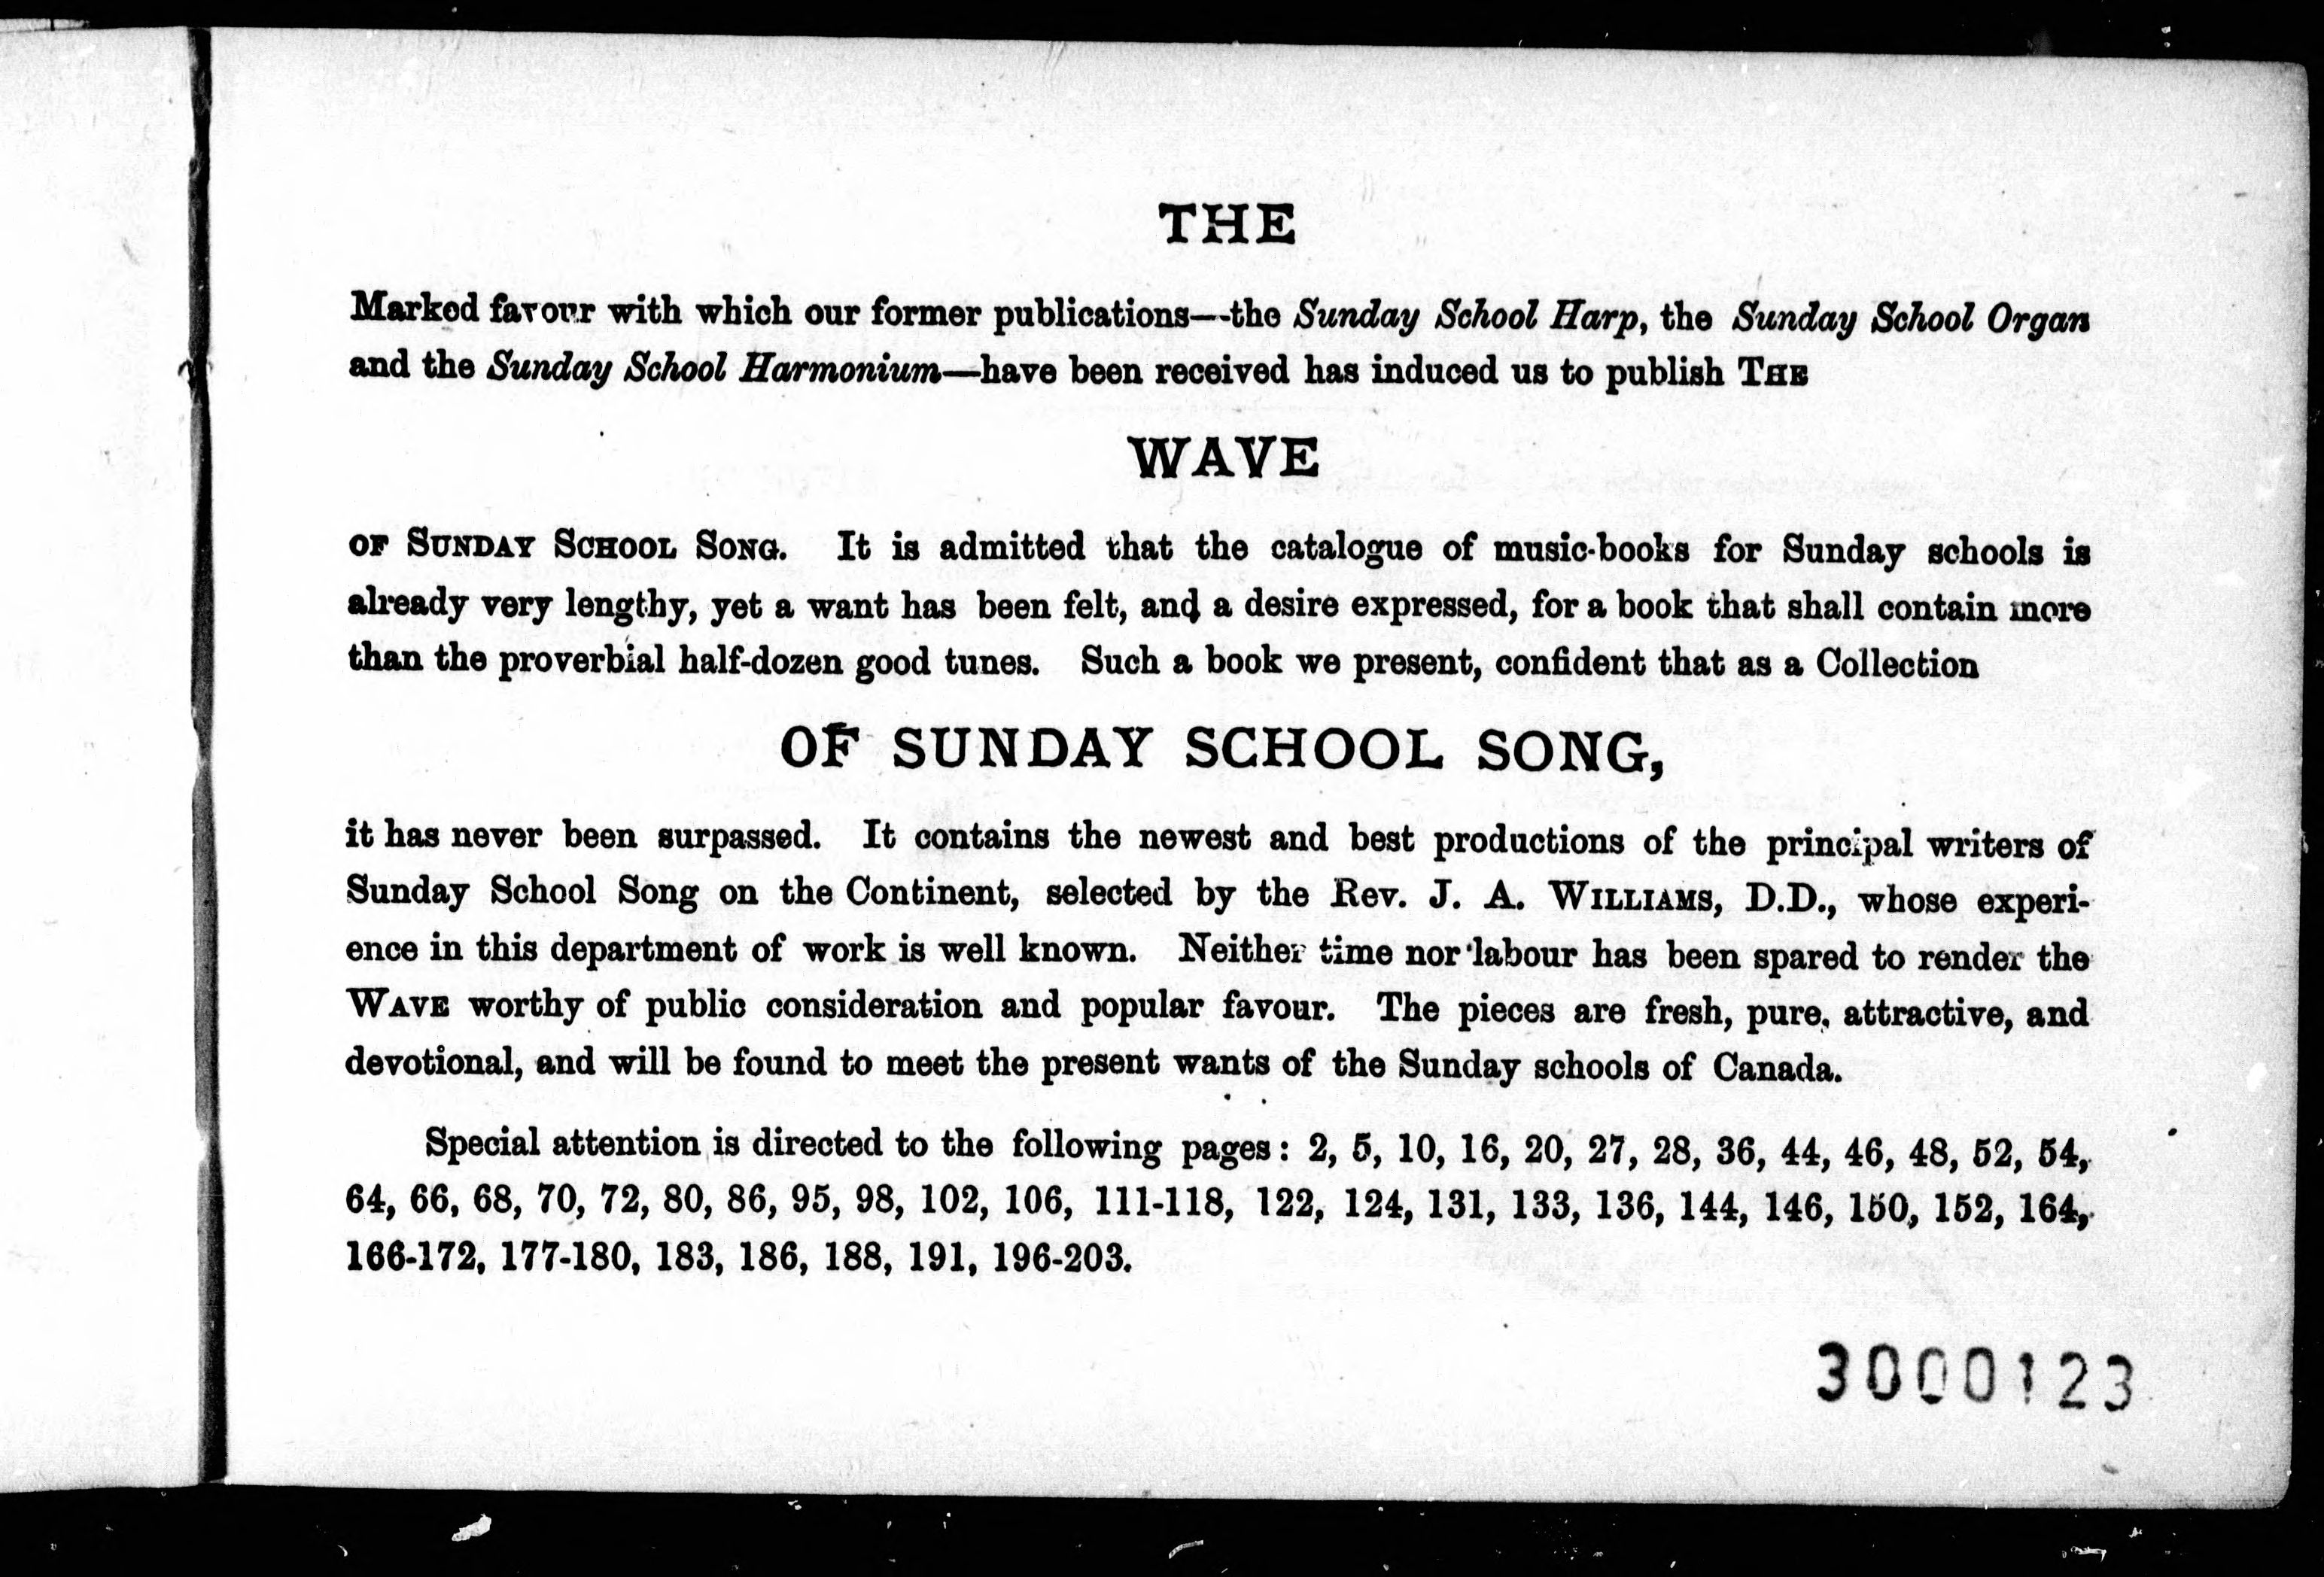 THE
Marked favour with which our former publications—the Sunday School Harp, the Sunday School Organ
and the Sunday School Harmonium—have been received has induced us to publish THE
WAVE
OF SUNDAY SCHOOL SONG. It is admitted that the catalogue of music-books for Sunday schools is
already very lengthy, yet a want has been felt, and a desire expressed, for a book that shall contain more
than the proverbial half-dozen good tunes. Such a book we present, confident that as a Collection
OF SUNDAY SCHOOL SONG,
it has never been surpassed. It contains the newest and best productions of the principal writers of
Sunday School Song on the Continent, selected by the Rev. J. A. WILLIAMS, D.D., whose experi-
ence in this department of work is well known. Neither time nor labour has been spared to render the
WAVE worthy of public consideration and popular favour. The pieces are fresh, pure, attractive, and
devotional, and will be found to meet the present wants of the Sunday schools of Canada.
Special attention is directed to the following pages: 2, 5, 10, 16, 20, 27, 28, 36, 44, 46, 48, 52, 54,
64, 66, 68, 70, 72, 80, 86, 95, 98, 102, 106, 111-118, 122, 124, 131, 133, 136, 144, 146, 150, 152, 164,
166-172, 177-180, 183, 186, 188, 191, 196-203.
3000123